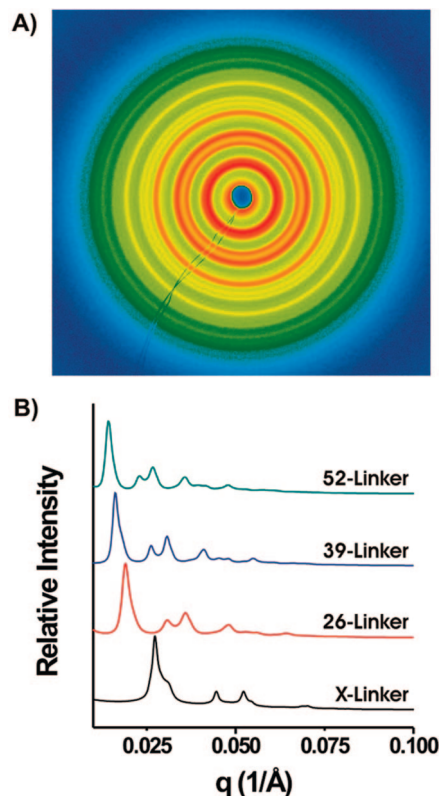 A)
B)
Relative Intensity
52-Linker
39-Linker
26-Linker
X-Linker
0.025 0.050 0.075 0.100
q (1/Å)